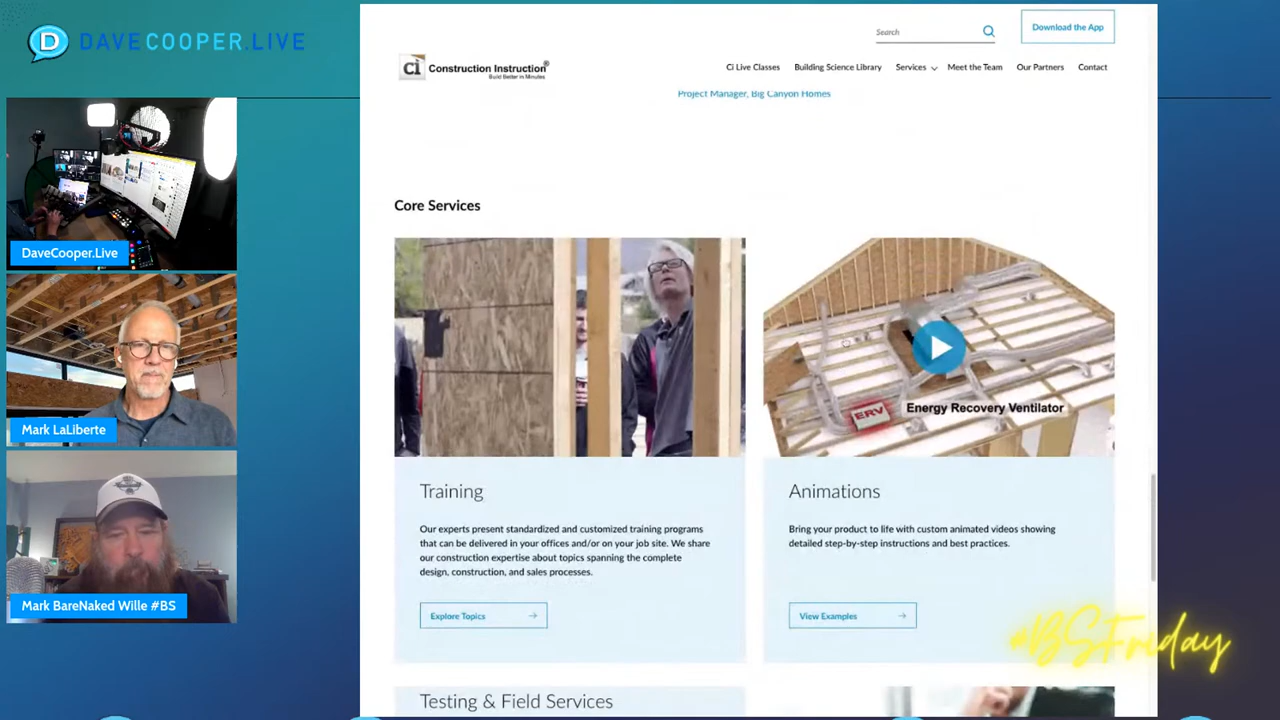 D DAVECOOPER.LIVE
DaveCooper.Live
Mark LaLiberte
Mark BareNaked Wille #BS
Search
Download the App
Ci Construction Instruction®
Build Better in Minutes
Ci Live Classes Building Science Library Services Meet the Team Our Partners Contact
Project Manager, Big Canyon Homes
Core Services
ERV
Energy Recovery Ventilator
Training
Our experts present standardized and customized training programs
that can be delivered in your offices and/or on your job site. We share
our construction expertise about topics spanning the complete
design, construction, and sales processes.
Explore Topics
Animations
Bring your product to life with custom animated videos showing
detailed step-by-step instructions and best practices.
View Examples
Testing & Field Services
#BSFriday